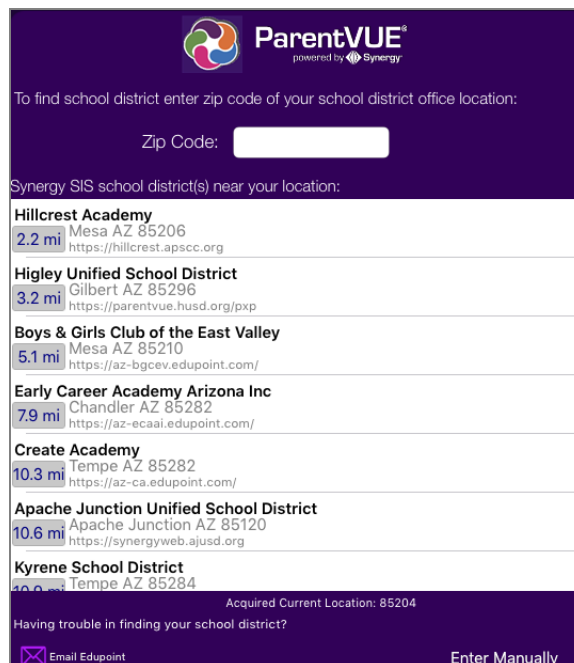 ParentVUE®
powered by Synergy
To find school district enter zip code of your school district office location:
Zip Code:
Synergy SIS school district(s) near your location:
Hillcrest Academy
2.2 mi Mesa AZ 85206
https://hillcrest.apscc.org
Higley Unified School District
3.2 mi Gilbert AZ 85296
https://parentvue.husd.org/pxp
Boys & Girls Club of the East Valley
5.1 mi Mesa AZ 85210
https://az-bgcev.edupoint.com/
Early Career Academy Arizona Inc
7.9 mi Chandler AZ 85282
https://az-ecaai.edupoint.com/
Create Academy
10.3 mi Tempe AZ 85282
https://az-ca.edupoint.com/
Apache Junction Unified School District
10.6 mi Apache Junction AZ 85120
https://synergyweb.ajusd.org
Kyrene School District
Tempe AZ 85284
Acquired Current Location: 85204
Having trouble in finding your school district?
Email Edupoint
Enter Manually